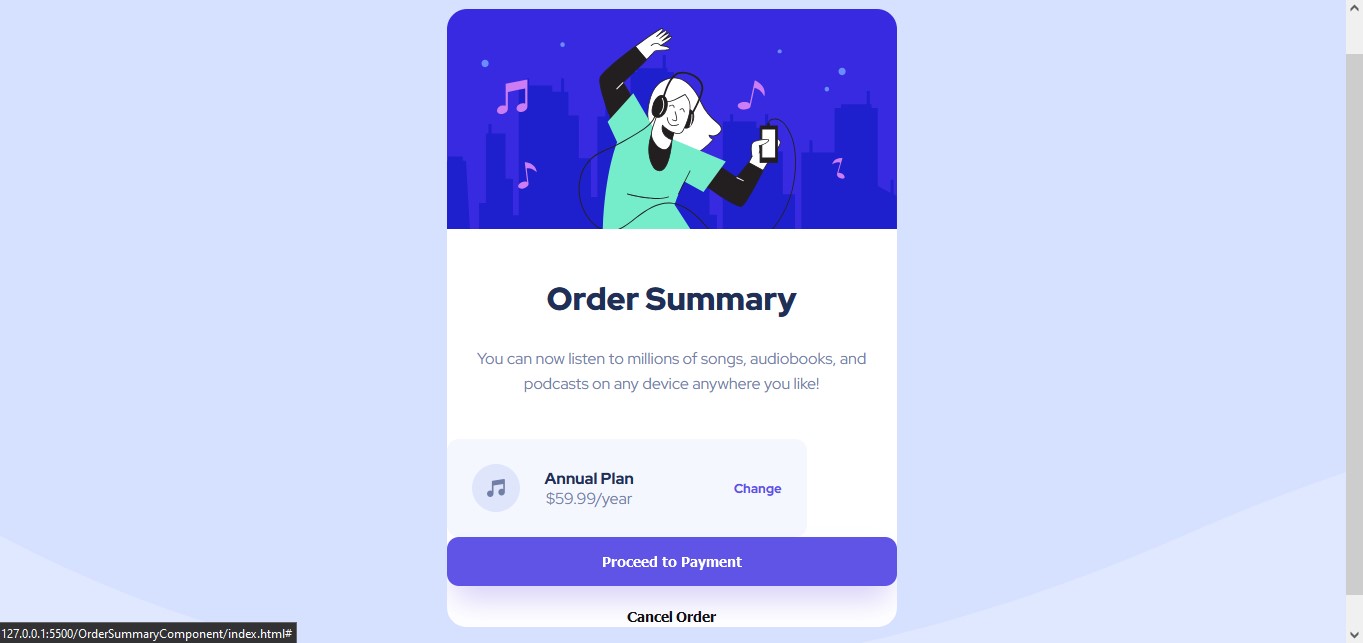 Order Summary
You can now listen to millions of songs, audiobooks, and
podcasts on any device anywhere you like!
Annual Plan
$59.99/year
Change
Proceed to Payment
Cancel Order
127.0.0.1:5500/OrderSummaryComponent/index.html#